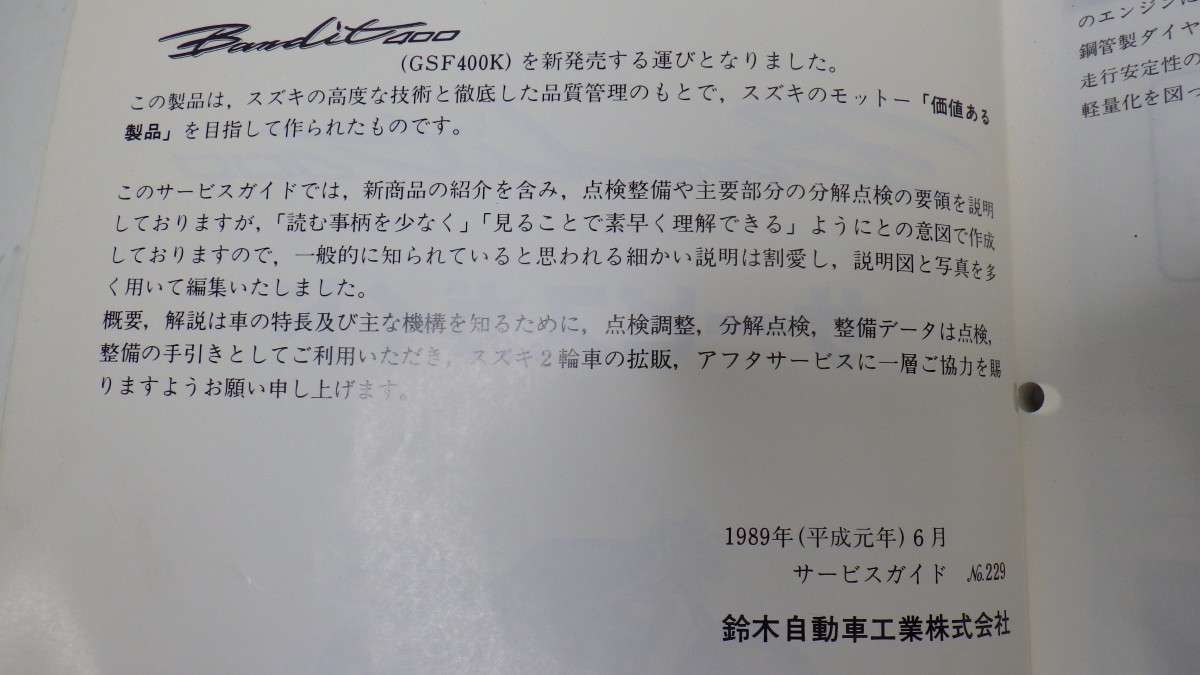 Bandit 400
(GSF400K) を新発売する運びとなりました。
この製品は，スズキの高度な技術と徹底した品質管理のもとで，スズキのモットー「価値ある
製品」を目指して作られたものです。
このサービスガイドでは，新商品の紹介を含み，点検整備や主要部分の分解点検の要領を説明
しておりますが，「読む事柄を少なく」「見ることで素早く理解できる」ようにとの意図で作成
しておりますので，一般的に知られていると思われる細かい説明は割愛し，説明図と写真を多
く用いて編集いたしました。
概要，解説は車の特長及び主な機構を知るために，点検調整，分解点検，整備データは点検，
整備の手引きとしてご利用いただき，スズキ2輪車の拡販，アフタサービスに一層ご協力を賜
りますようお願い申し上げます。
1989年(平成元年) 6月
サービスガイド №229
鈴木自動車工業株式会社
のエンジンに
鋼管製ダイヤ
走行安定性の
軽量化を図っ